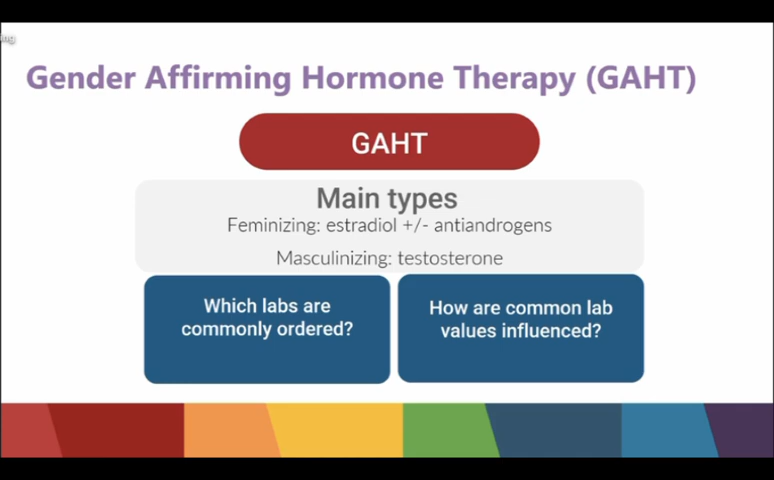 ing
Gender Affirming Hormone Therapy (GAHT)
GAHT
Main types
Feminizing: estradiol +/- antiandrogens
Masculinizing: testosterone
Which labs are
commonly ordered?
How are common lab
values influenced?